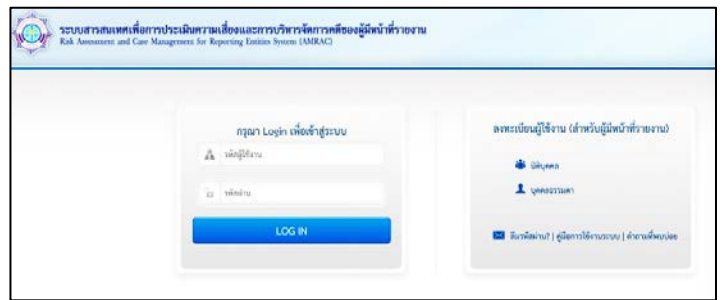 ระบบสารสนเทศเพื่อการประเมินความเสี่ยงและการบริหารจัดการคดีของผู้มีหน้าที่รายงาน
Risk Assessment and Case Management for Reporting Entities System (AMRAC)
กรุณา Login เพื่อเข้าสู่ระบบ
รหัสผู้ใช้งาน
รหัสผ่าน
LOG IN
ลงทะเบียนผู้ใช้งาน (สำหรับผู้มีหน้าที่รายงาน)
นิติบุคคล
บุคคลธรรมดา
ลืมรหัสผ่าน? | คู่มือการใช้งานระบบ | คำถามที่พบบ่อย